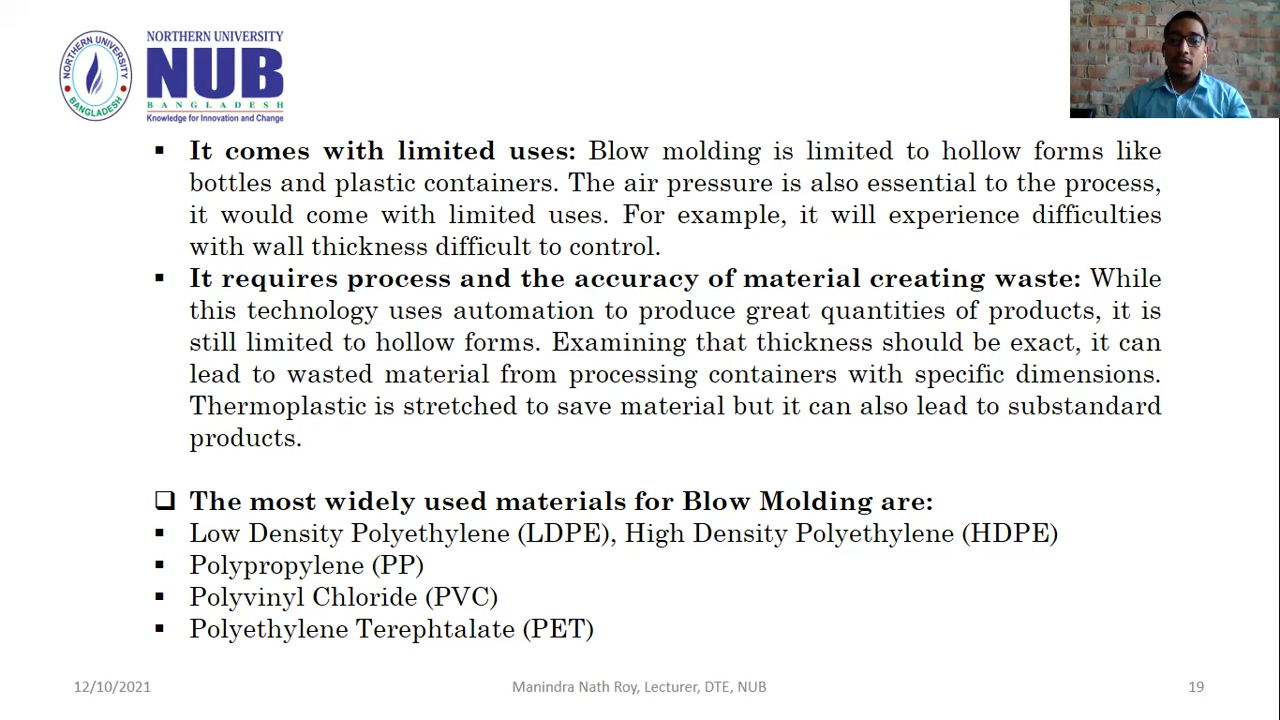 NORTHERN UNIVERSITY
BANGLADESH
NORTHERN UNIVERSITY
NUB
BANGLADESH
Knowledge for Innovation and Change
▪ It comes with limited uses: Blow molding is limited to hollow forms like
bottles and plastic containers. The air pressure is also essential to the process,
it would come with limited uses. For example, it will experience difficulties
with wall thickness difficult to control.
▪ It requires process and the accuracy of material creating waste: While
this technology uses automation to produce great quantities of products, it is
still limited to hollow forms. Examining that thickness should be exact, it can
lead to wasted material from processing containers with specific dimensions.
Thermoplastic is stretched to save material but it can also lead to substandard
products.
❑ The most widely used materials for Blow Molding are:
▪ Low Density Polyethylene (LDPE), High Density Polyethylene (HDPE)
▪ Polypropylene (PP)
▪ Polyvinyl Chloride (PVC)
▪ Polyethylene Terephtalate (PET)
12/10/2021
Manindra Nath Roy, Lecturer, DTE, NUB
19